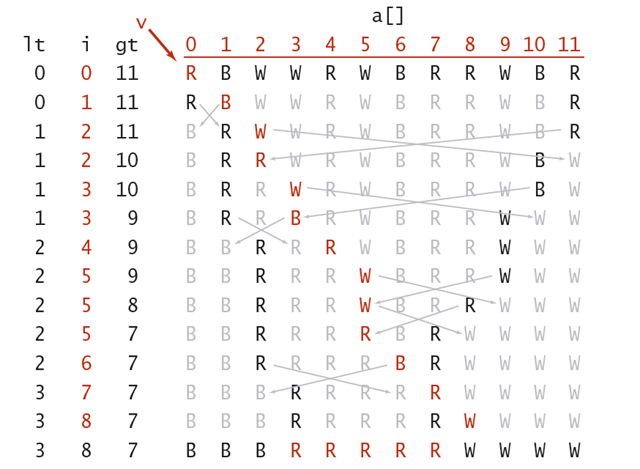 a[]
v
lt i gt 0 1 2 3 4 5 6 7 8 9 10 11
0 0 11 R B W W R W B R R W B R
0 1 11 R B W W R W B R R W B R
1 2 11 B R W W R W B R R W B R
1 2 10 B R R W R W B R R W B W
1 3 10 B R R W R W B R R W B W
1 3 9 B R R B R W B R R W W W
2 4 9 B B R R R W B R R W W W
2 5 9 B B R R R W B R R W W W
2 5 8 B B R R R W B R R W W W
2 5 7 B B R R R R B R W W W W
2 6 7 B B R R R R B R W W W W
3 7 7 B B B R R R R R W W W W
3 8 7 B B B R R R R R W W W W
3 8 7 B B B R R R R R W W W W